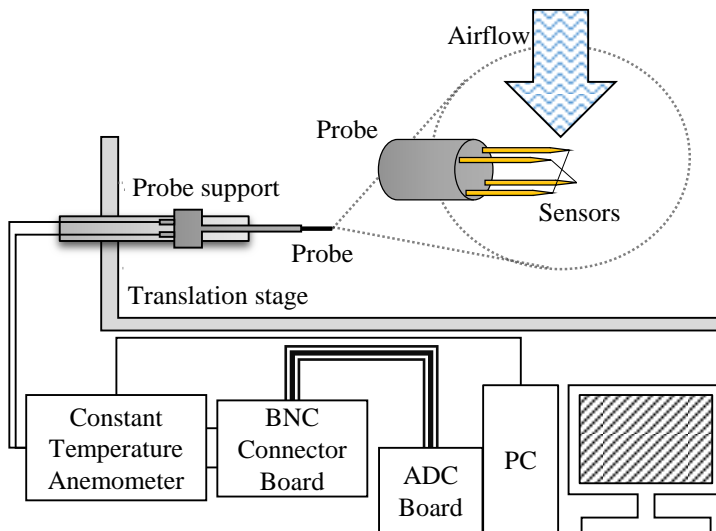 Airflow
Probe
Sensors
Probe support
Probe
Translation stage
Constant
Temperature
Anemometer
BNC
Connector
Board
ADC
Board
PC